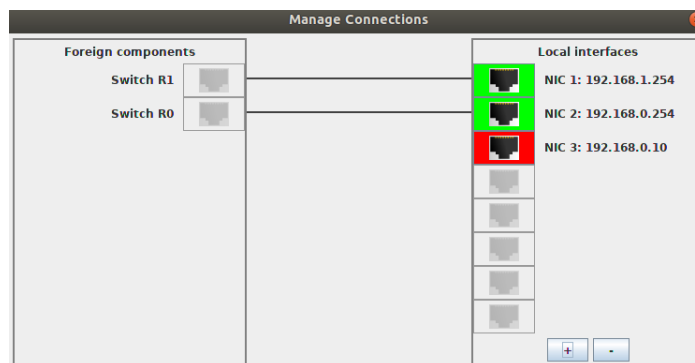 Manage Connections
Foreign components
Switch R1
Switch R0
Local interfaces
NIC 1: 192.168.1.254
NIC 2: 192.168.0.254
NIC 3: 192.168.0.10
+
-